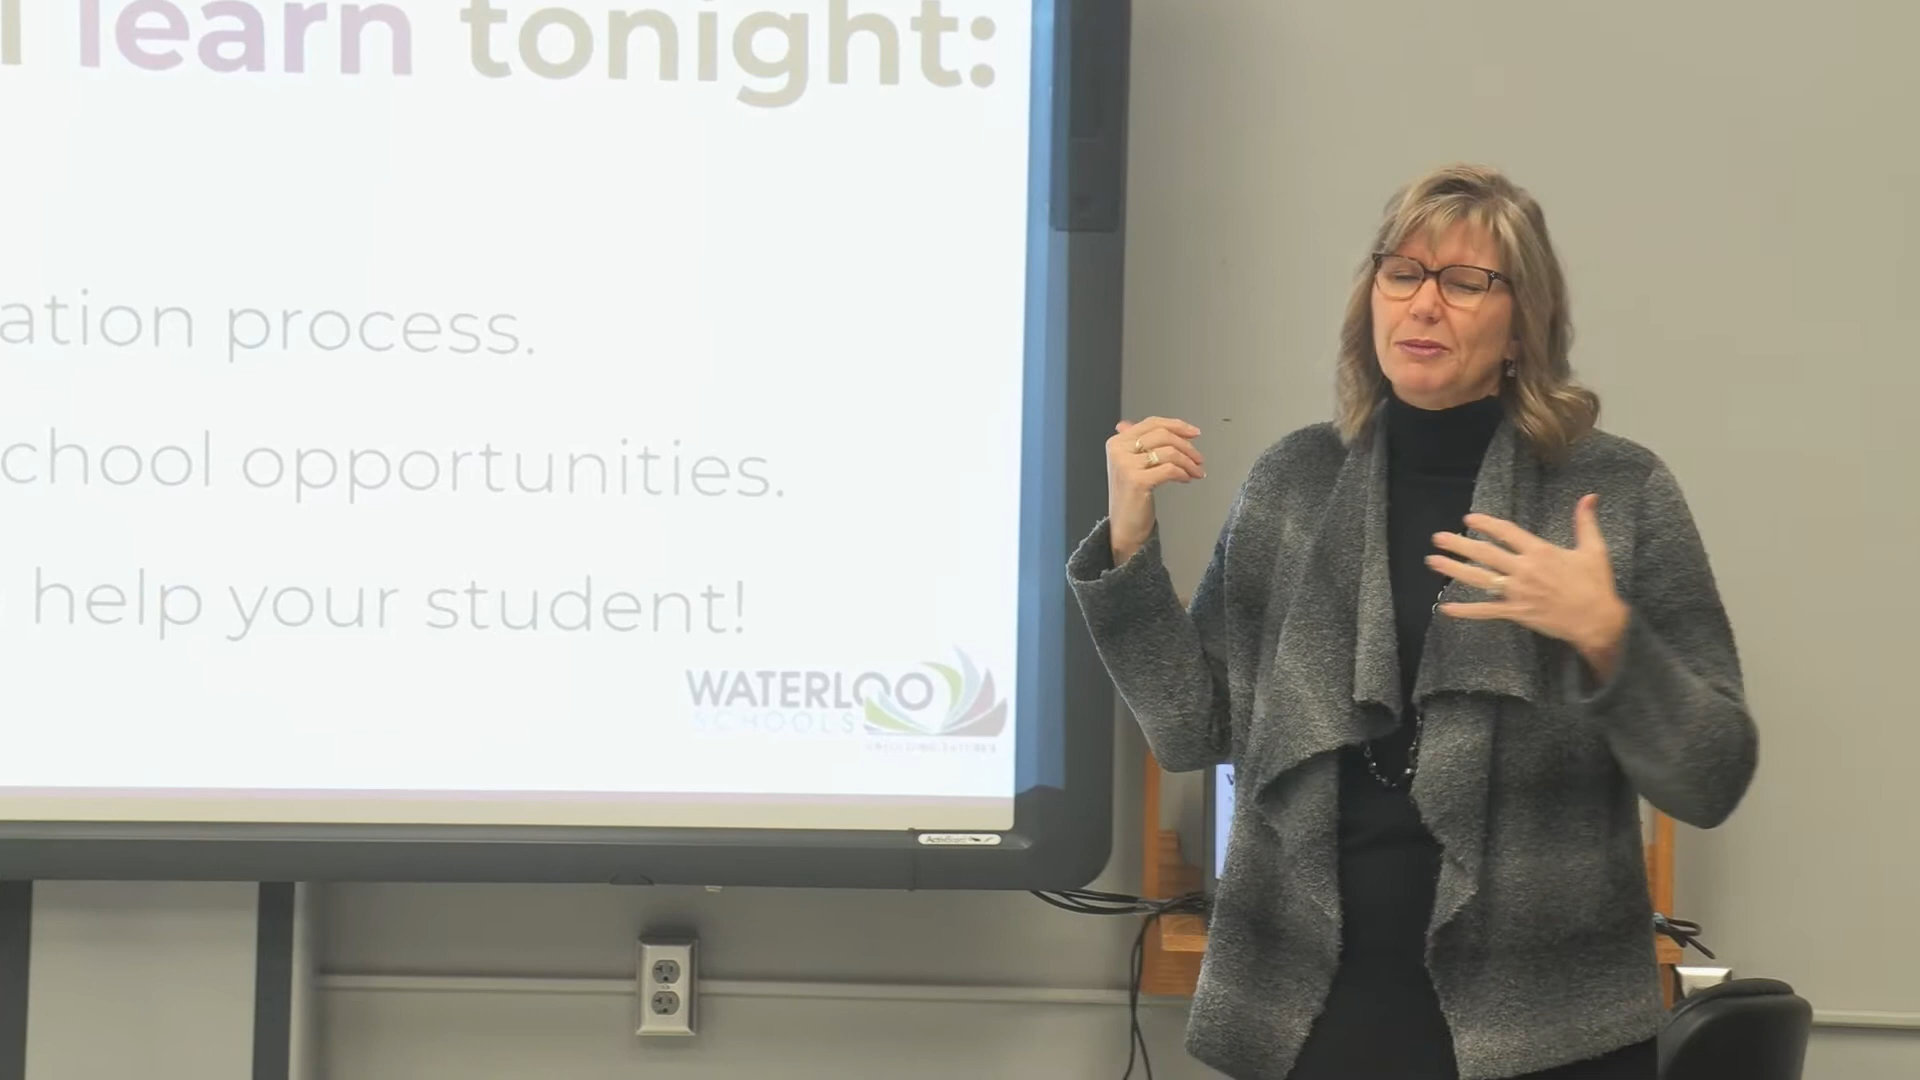 learn tonight:
ation process.
chool opportunities.
help your student!
WATERLOO
SCHOOLS